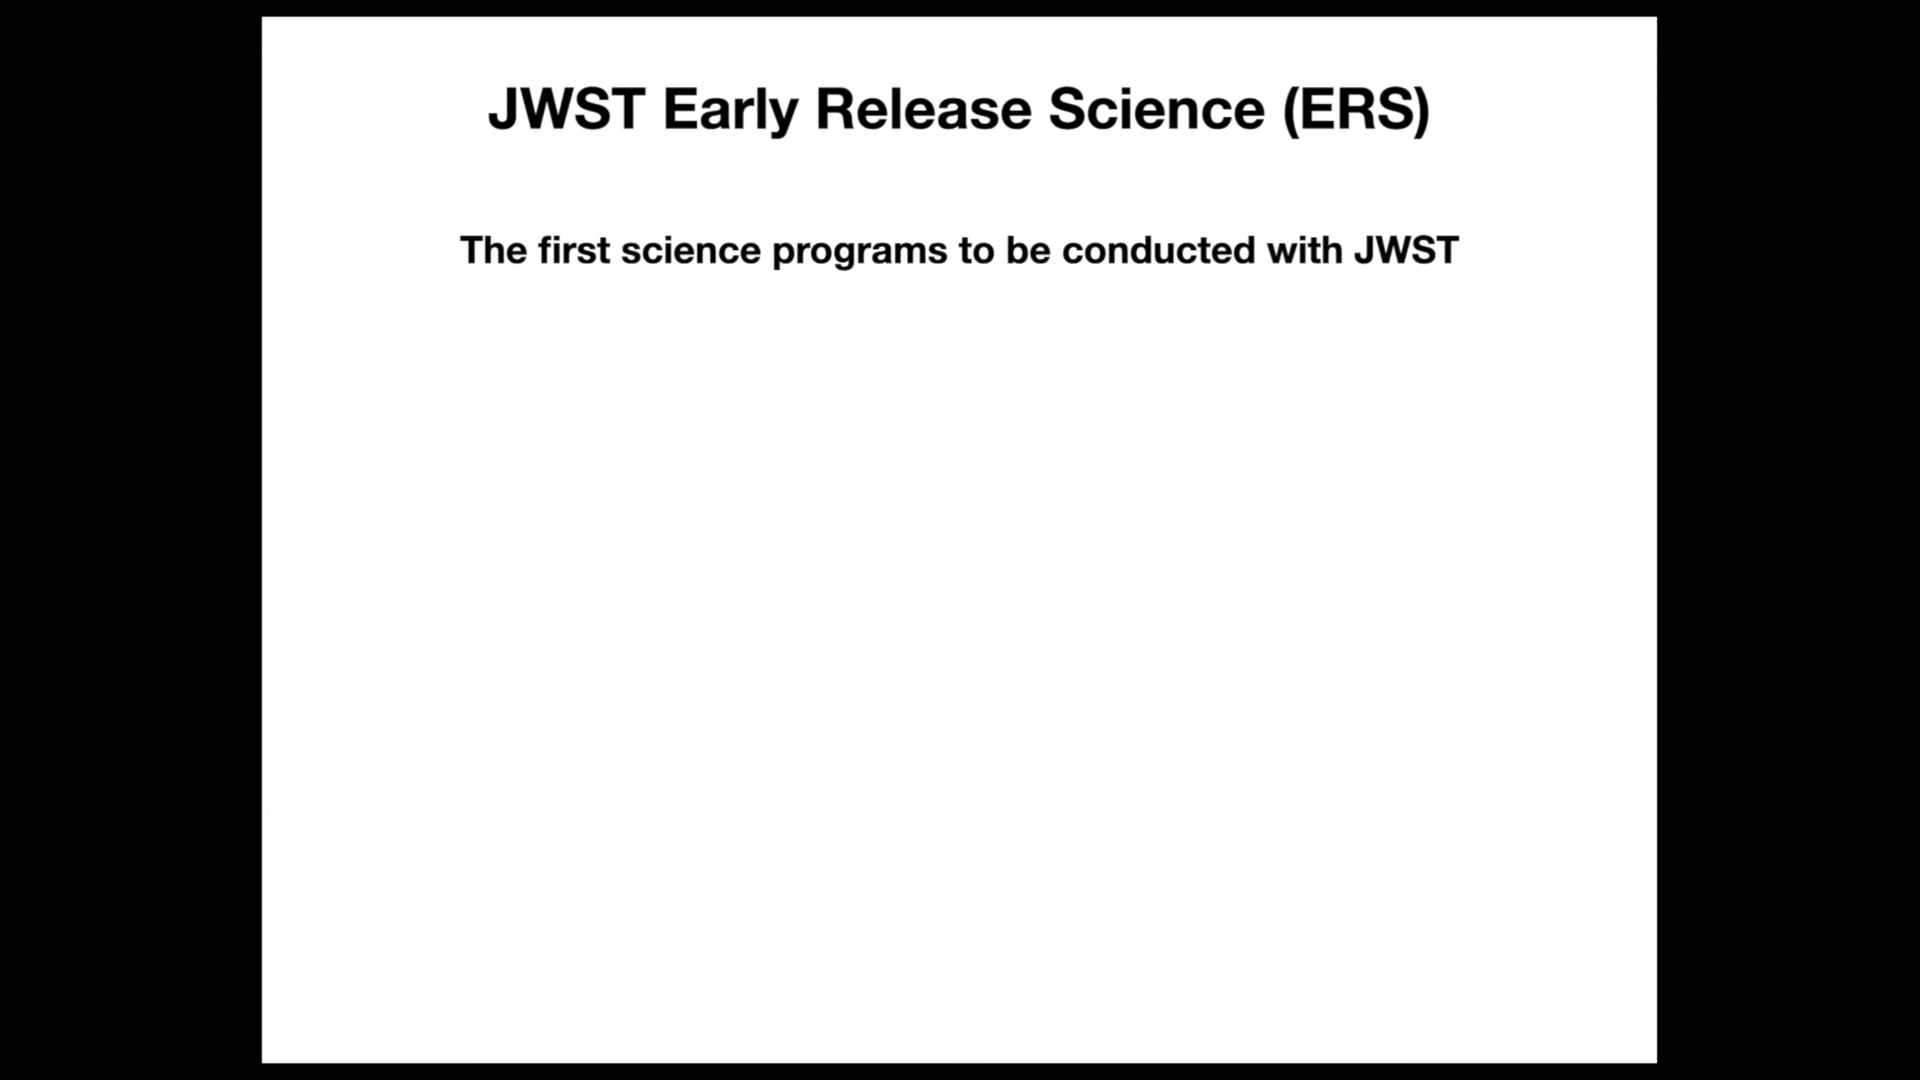 JWST Early Release Science (ERS)
The first science programs to be conducted with JWST